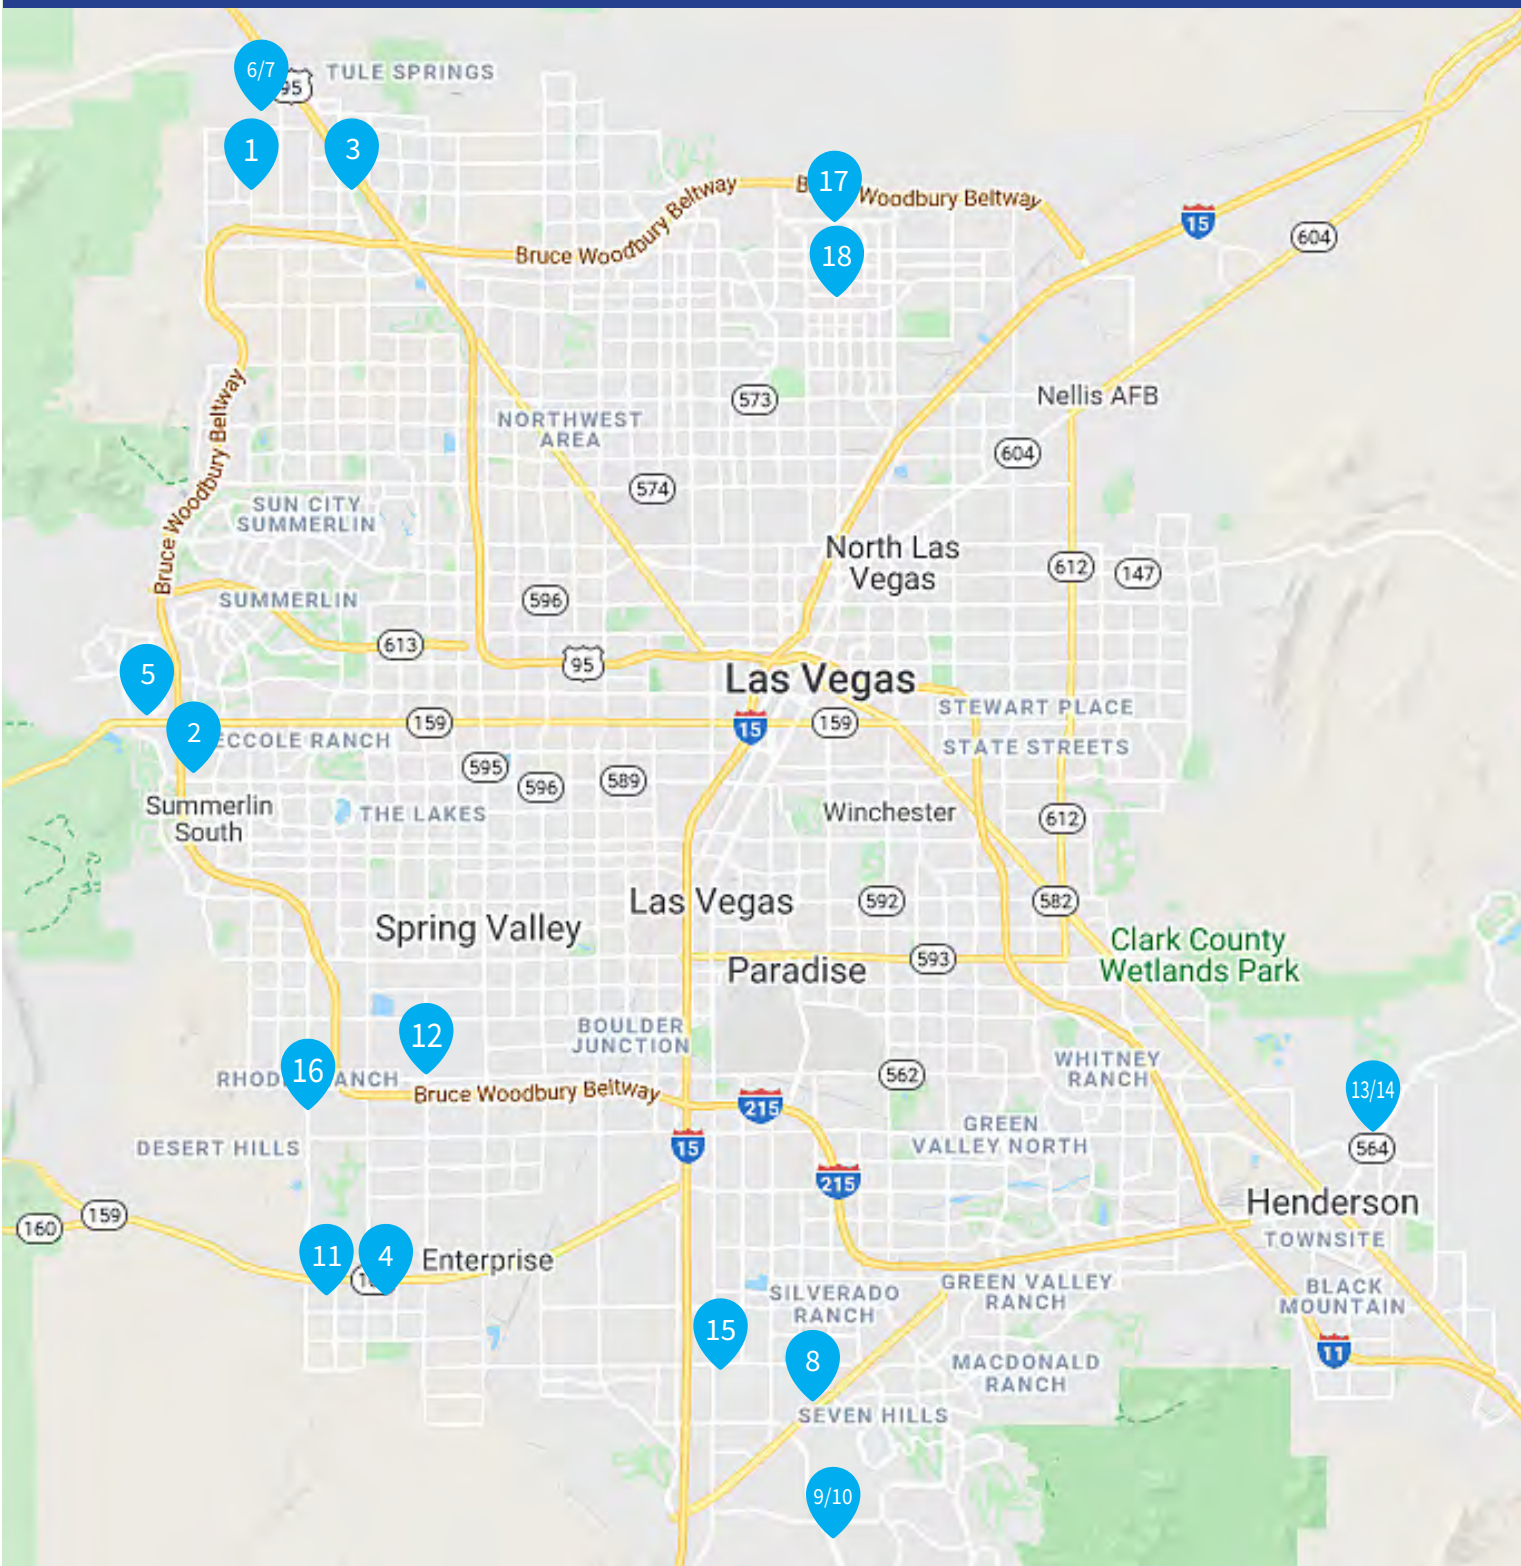 6/7
95
TULE SPRINGS
1
3
17
Woodbury Beltway
15
604
Bruce Woodbury Beltway
18
Bruce Woodbury Beltway
573
Nellis AFB
NORTHWEST
AREA
604
574
SUN CITY
SUMMERLIN
North Las
Vegas
612
147
SUMMERLIN
596
613
95
5
Las Vegas
STEWART PLACE
2
159
15
159
ECCOLE RANCH
STATE STREETS
595
596
589
Summerlin
South
THE LAKES
Winchester
612
Las Vegas
592
582
Spring Valley
Clark County
Wetlands Park
593
Paradise
12
BOULDER
JUNCTION
WHITNEY
RANCH
16
RHOD
ANCH
562
Bruce Woodbury Beltway
215
13/14
564
GREEN
VALLEY NORTH
DESERT HILLS
15
215
Henderson
TOWNSITE
159
160
11
4
Enterprise
SILVERADO
RANCH
GREEN VALLEY
RANCH
BLACK
MOUNTAIN
15
8
11
MACDONALD
RANCH
SEVEN HILLS
9/10